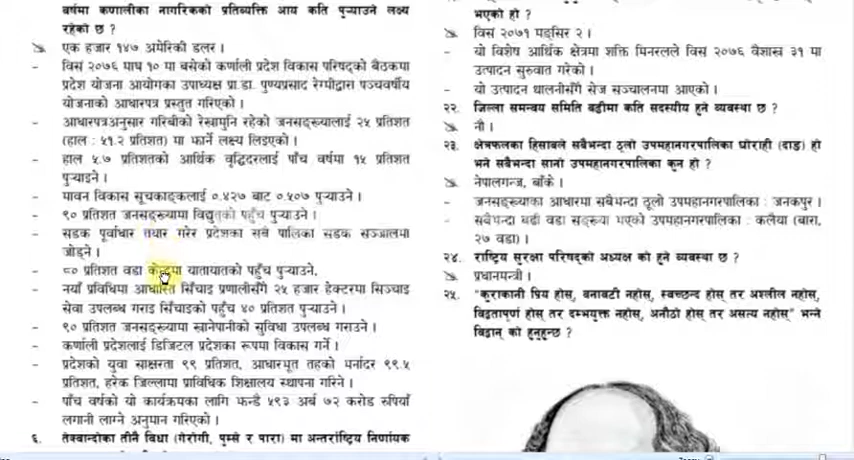 वर्षमा कर्णालीका नागरिकको प्रतिव्यक्ति आय कति पुऱ्याउने लक्ष्य
रहेको छ ?
एक हजार १४७ अमेरिकी डलर ।
- विसं २०७६ माघ १० मा बसेको कर्णाली प्रदेश विकास परिषद्को बैठकमा
प्रदेश योजना आयोगका उपाध्यक्ष प्रा.डा. पुण्यप्रसाद रेग्मीद्वारा पञ्चवर्षीय
योजनाको आधारपत्र प्रस्तुत गरिएको ।
- आधारपत्रअनुसार गरिबीको रेखामुनि रहेको जनसङ्ख्यालाई २५ प्रतिशत
(हाल : ५१.२ प्रतिशत) मा झार्ने लक्ष्य लिइएको ।
- हाल ५.७ प्रतिशतको आर्थिक वृद्धिदरलाई पाँच वर्षमा १५ प्रतिशत
पुऱ्याइने ।
- मावन विकास सूचकाङ्कलाई ०.४२७ बाट ०.५०७ पुऱ्याउने ।
- ९० प्रतिशत जनसङ्ख्यामा विद्युत्को पहुँच पुऱ्याउने ।
- सडक पूर्वाधार तयार गरेर प्रदेशका सबै पालिका सडक सञ्जालमा
जोड्ने ।
- ८० प्रतिशत वडा केन्द्रमा यातायातको पहुँच पुऱ्याउने,
- नयाँ प्रविधिमा आधारित सिँचाइ प्रणालीसँगै २५ हजार हेक्टरमा सिञ्चाइ
सेवा उपलब्ध गराइ सिँचाइको पहुँच ४० प्रतिशत पुऱ्याउने ।
- ९० प्रतिशत जनसङ्ख्यामा खानेपानीको सुविधा उपलब्ध गराउने ।
- कर्णाली प्रदेशलाई डिजिटल प्रदेशका रूपमा विकास गर्ने ।
- प्रदेशको युवा साक्षरता ९९ प्रतिशत, आधारभूत तहको भर्नादर ९९.५
प्रतिशत, हरेक जिल्लामा प्राविधिक शिक्षालय स्थापना गरिने ।
- पाँच वर्षको यो कार्यक्रमका लागि झन्डै ५९३ अर्ब ७२ करोड रुपियाँ
लगानी लाग्ने अनुमान गरिएको ।
६. तेक्वान्दोका तीनै विधा (गेरोगी, पुम्से र पारा) मा अन्तर्राष्ट्रिय निर्णायक
भएको हो ?
विसं २०७१ मङ्सिर २ ।
- यो विशेष आर्थिक क्षेत्रमा शक्ति मिनरलले विसं २०७६ वैशाख ३१ मा
उत्पादन सुरुवात गरेको ।
- यो उत्पादन थालनीसँगै सेज सञ्चालनमा आएको ।
२२. जिल्ला समन्वय समिति बढीमा कति सदस्यीय हुने व्यवस्था छ ?
नौ ।
२३. क्षेत्रफलका हिसाबले सबैभन्दा ठूलो उपमहानगरपालिका घोराही (दाङ) हो
भने सबैभन्दा सानो उपमहानगरपालिका कुन हो ?
नेपालगन्ज, बाँके ।
- जनसङ्ख्याका आधारमा सबैभन्दा ठूलो उपमहानगरपालिका : जनकपुर ।
- सबैभन्दा बढी वडा सङ्ख्या भएको उपमहानगरपालिका : कलैया (बारा,
२७ वडा) ।
२४. राष्ट्रिय सुरक्षा परिषद्को अध्यक्ष को हुने व्यवस्था छ ?
प्रधानमन्त्री ।
२५. "कुराकानी प्रिय होस्, बनावटी नहोस्, स्वच्छन्द होस् तर अश्लील नहोस्,
विद्वतापूर्ण होस् तर दम्भयुक्त नहोस्, अनौठो होस् तर असत्य नहोस्" भन्ने
विद्वान् को हुनुहुन्छ ?